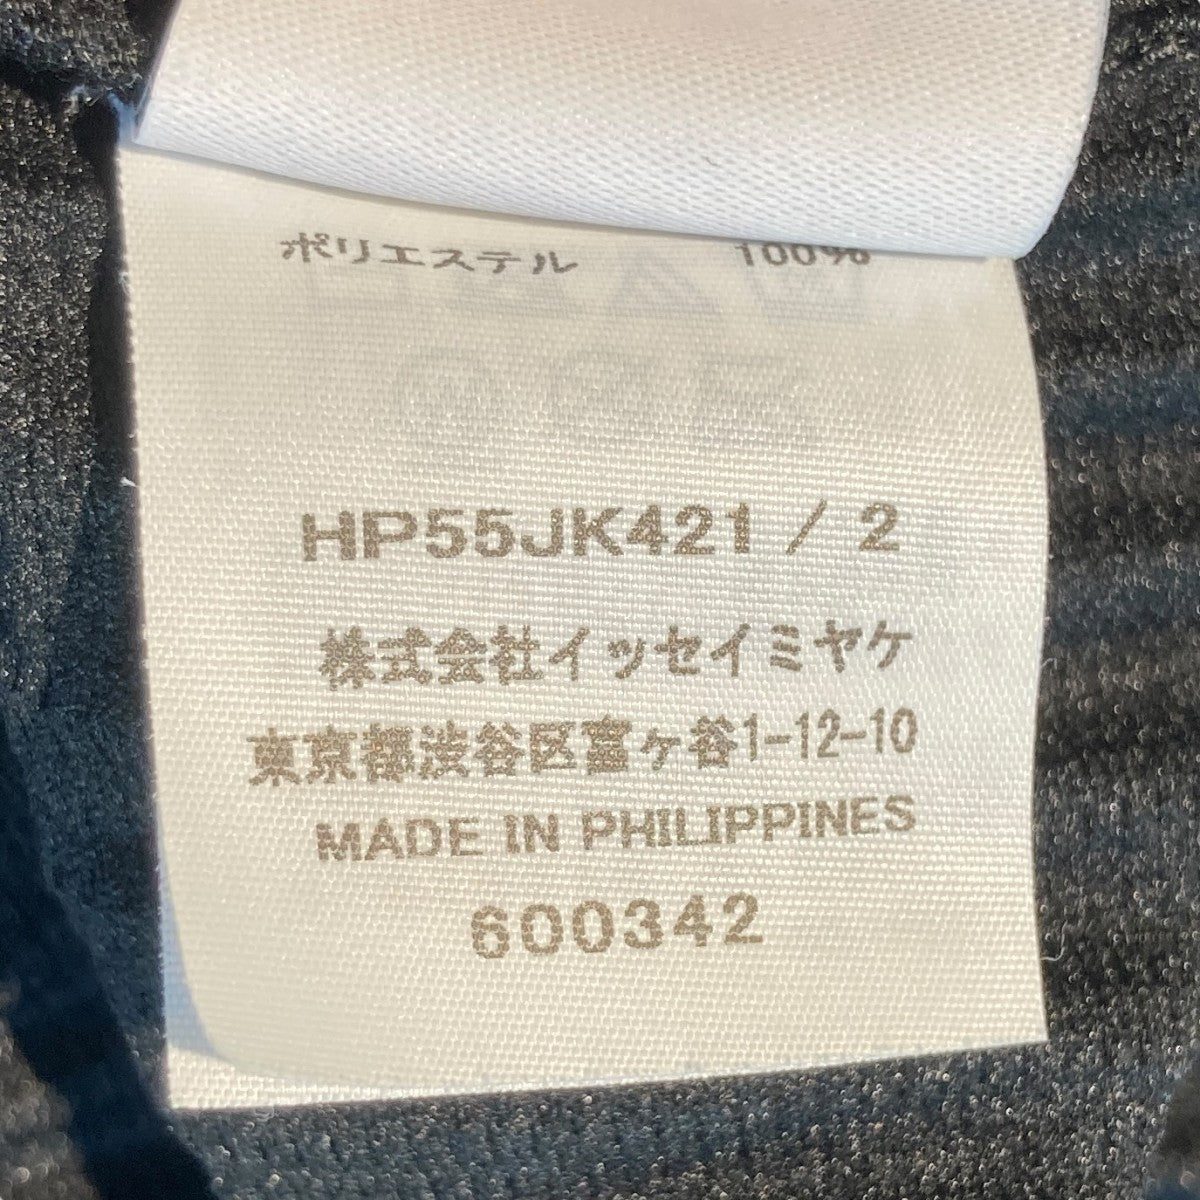 ポリエステル 100%
HP55JK421 / 2
株式会社イッセイミヤケ
東京都渋谷区富ヶ谷1-12-10
MADE IN PHILIPPINES
600342